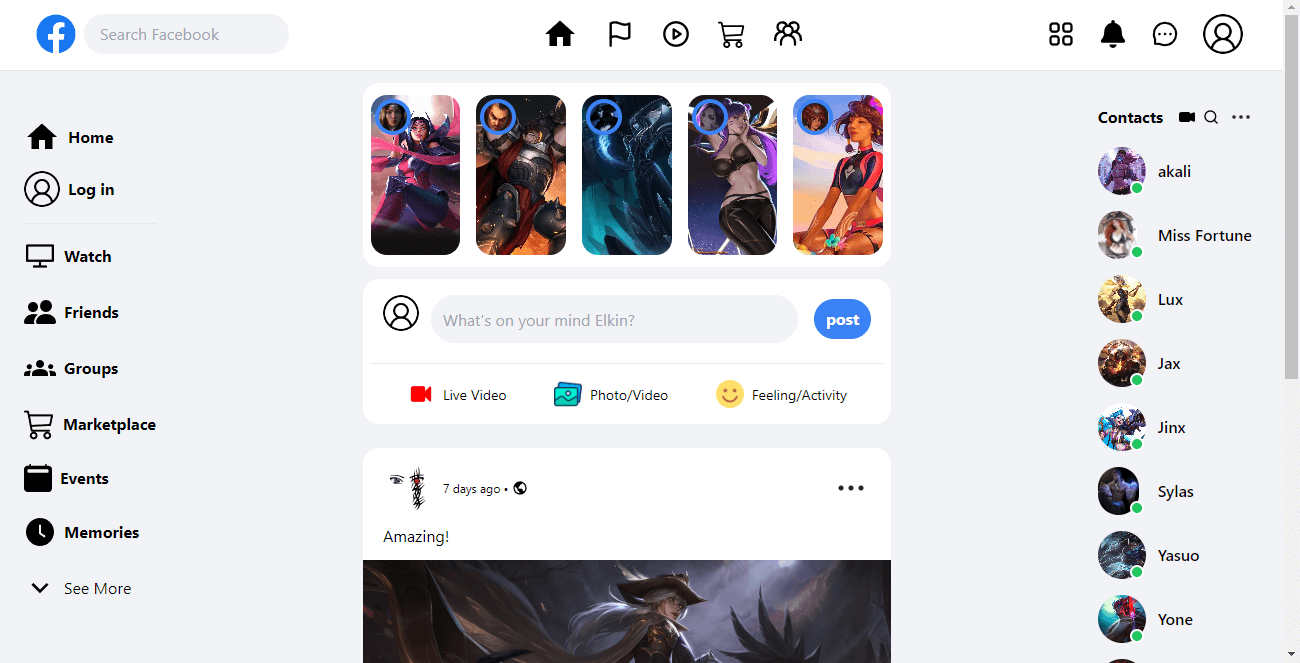 Search Facebook
Home
Log in
Watch
Friends
Groups
Marketplace
Events
Memories
See More
What's on your mind Elkin?
post
Live Video
Photo/Video
Feeling/Activity
7 days ago •
Amazing!
Contacts
akali
Miss Fortune
Lux
Jax
Jinx
Sylas
Yasuo
Yone